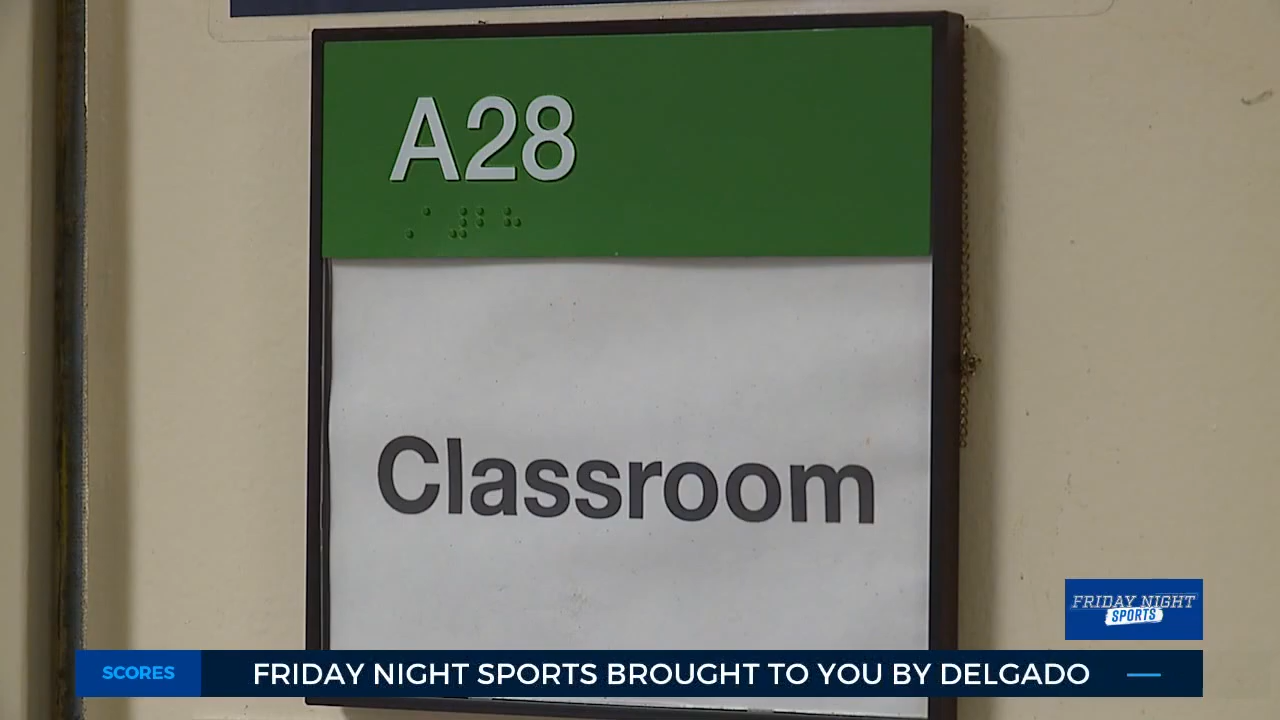 A28
Classroom
FRIDAY NIGHT
SPORTS
SCORES FRIDAY NIGHT SPORTS BROUGHT TO YOU BY DELGADO